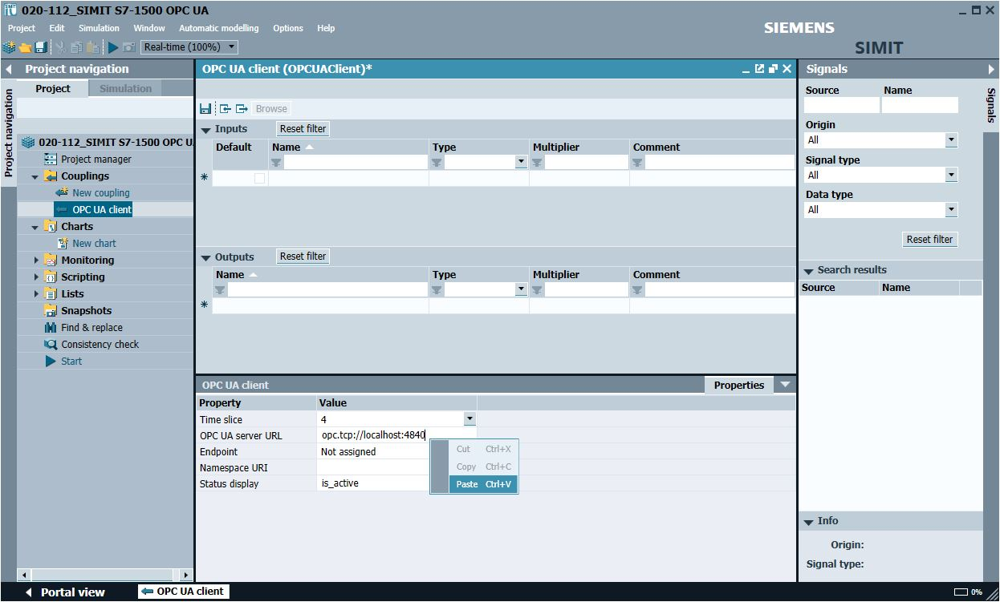 020-112_SIMIT S7-1500 OPC UA
Project Edit Simulation Window Automatic modelling Options Help
SIEMENS
SIMIT
Real-time (100%)
Project navigation
Project Simulation
Project navigation
020-112_SIMIT S7-1500 OPC U
Project manager
Couplings
New coupling
OPC UA client
Charts
New chart
Monitoring
Scripting
Lists
Snapshots
Find & replace
Consistency check
Start
OPC UA client (OPCUAClient)*
Browse
Inputs Reset filter
Default Name Type Multiplier Comment
Outputs Reset filter
Name Type Multiplier Comment
OPC UA client Properties
Property Value
Time slice 4
OPC UA server URL opc.tcp://localhost:4840
Endpoint Not assigned
Namespace URI
Status display is_active
Cut Ctrl+X
Copy Ctrl+C
Paste Ctrl+V
Signals
Signals
Source Name
Origin
All
Signal type
All
Data type
All
Reset filter
Search results
Source Name
Info
Origin:
Signal type:
Portal view OPC UA client 0%